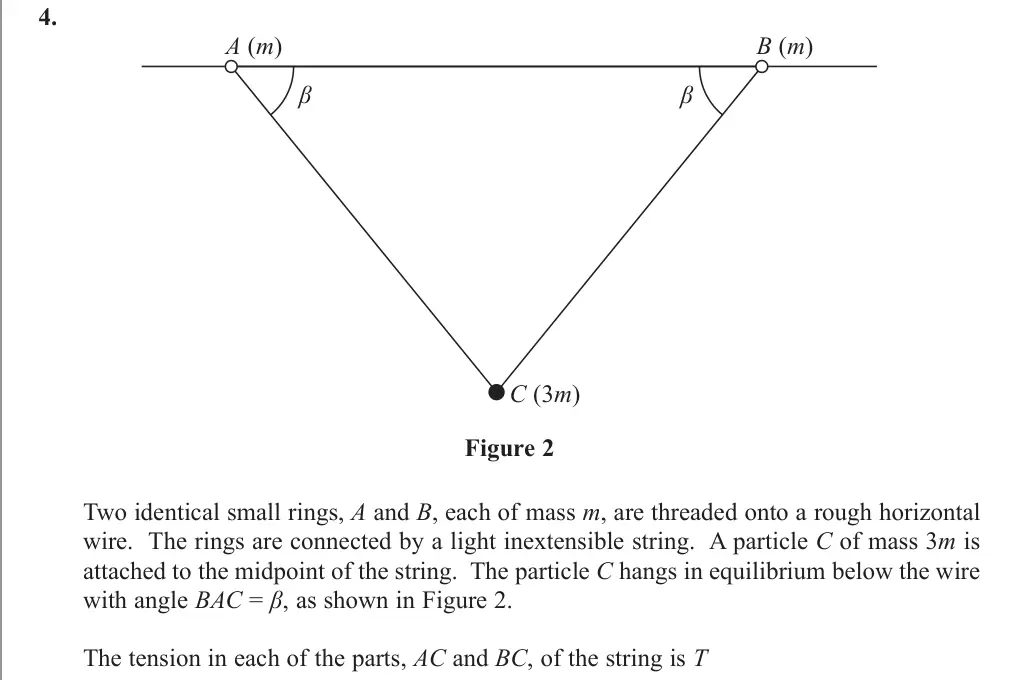 4.
A (m)
B (m)
β
β
C (3m)
Figure 2
Two identical small rings, A and B, each of mass m, are threaded onto a rough horizontal
wire. The rings are connected by a light inextensible string. A particle C of mass 3m is
attached to the midpoint of the string. The particle C hangs in equilibrium below the wire
with angle BAC = β, as shown in Figure 2.
The tension in each of the parts, AC and BC, of the string is T